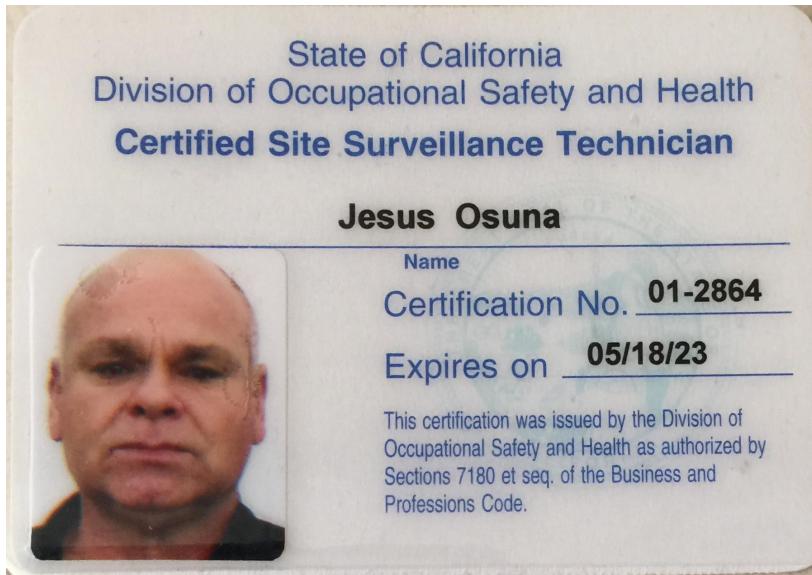 State of California
Division of Occupational Safety and Health
Certified Site Surveillance Technician
Jesus Osuna
Name
Certification No. 01-2864
Expires on 05/18/23
This certification was issued by the Division of
Occupational Safety and Health as authorized by
Sections 7180 et seq. of the Business and
Professions Code.